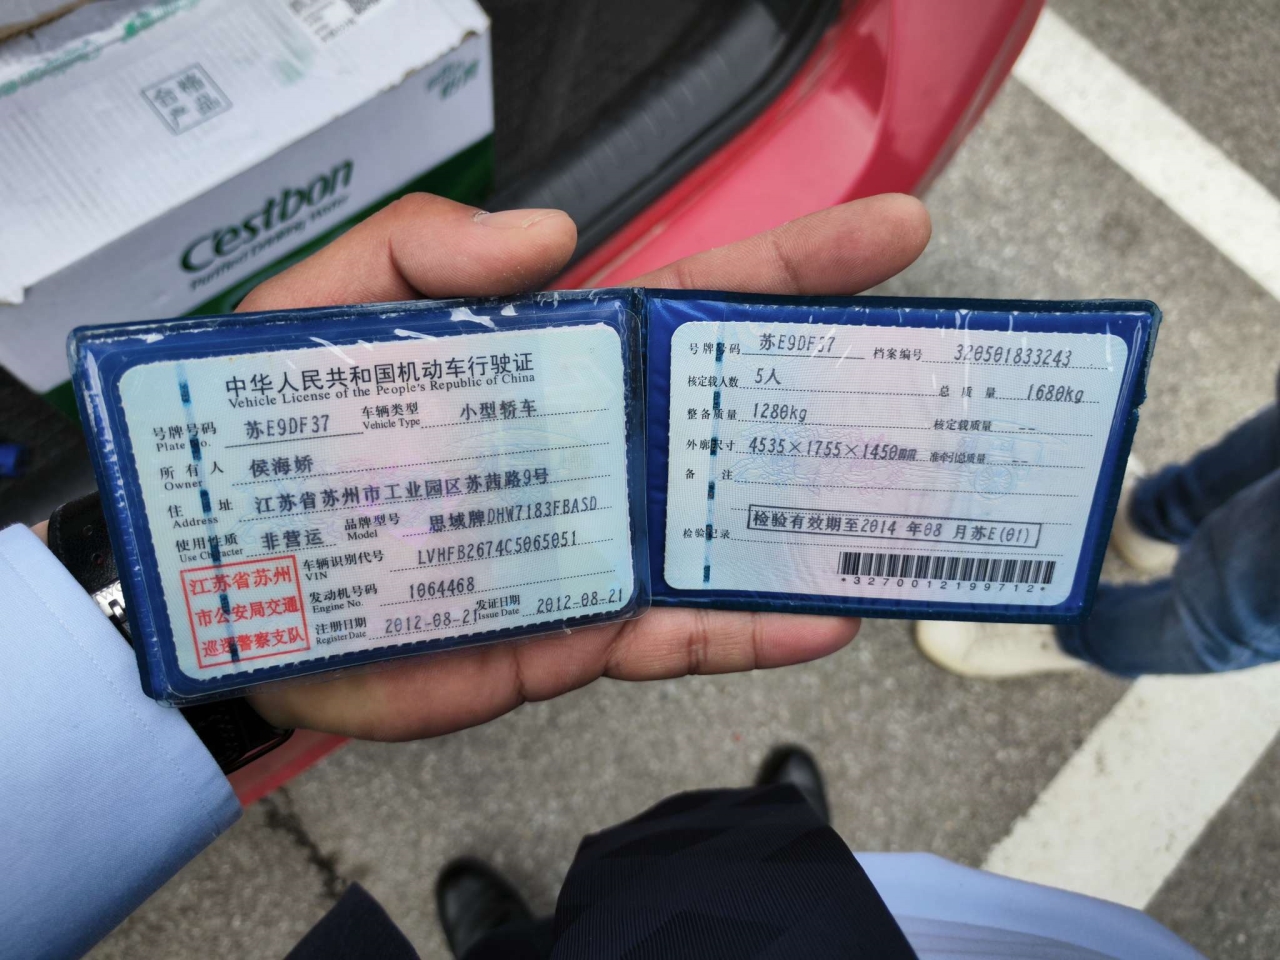 合格
产品
Cestbon
Purified Drinking Water
中华人民共和国机动车行驶证
Vehicle License of the People's Republic of China
号牌号码 苏E9DF37 车辆类型 小型轿车
Plate No. Vehicle Type
所有人 侯海娇
Owner
住址 江苏省苏州市工业园区苏茜路9号
Address
使用性质 非营运 品牌型号 思域牌DHW7183FBASD
Use Character Model
江苏省苏州
市公安局交通
巡逻警察支队
车辆识别代号 LVHFB2674C5065051
VIN
发动机号码 1064468
Engine No.
注册日期 2012-08-21 发证日期 2012-08-21
Register Date Issue Date
号牌号码 苏E9DF37 档案编号 320501833243
核定载人数 5人 总质量 1680kg
整备质量 1280kg 核定载质量 --
外廓尺寸 4535×1755×1450 准牵引总质量 --
备注
检验记录 检验有效期至2014年08月苏E(01)
*3270012199712*